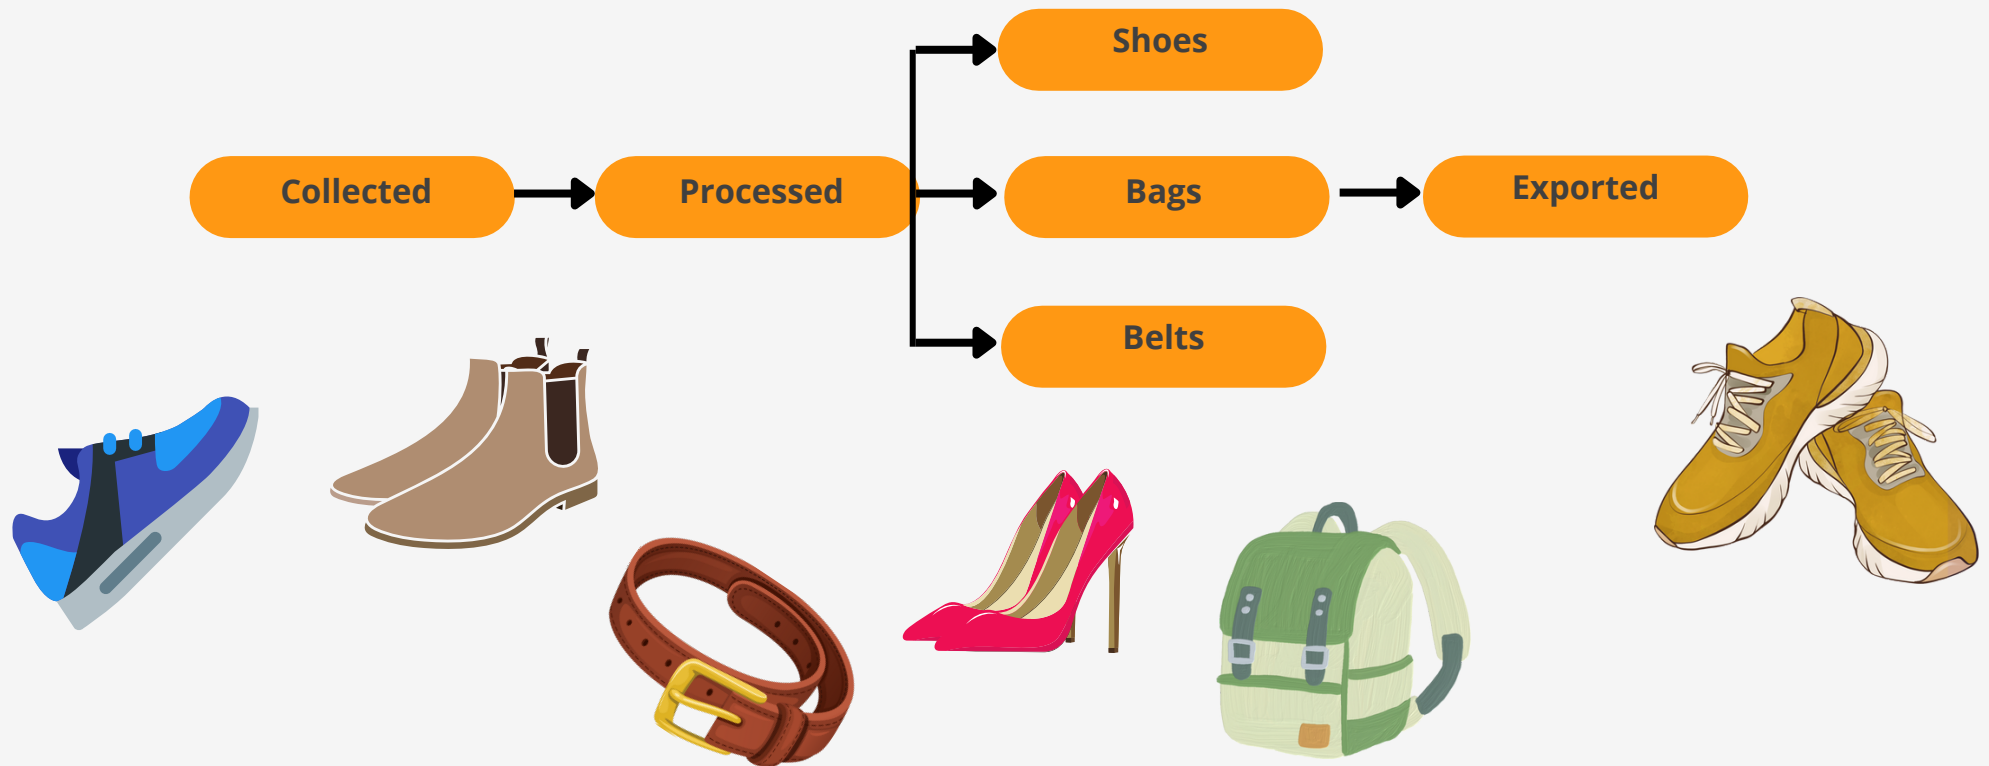 Shoes
Collected
Processed
Bags
Exported
Belts